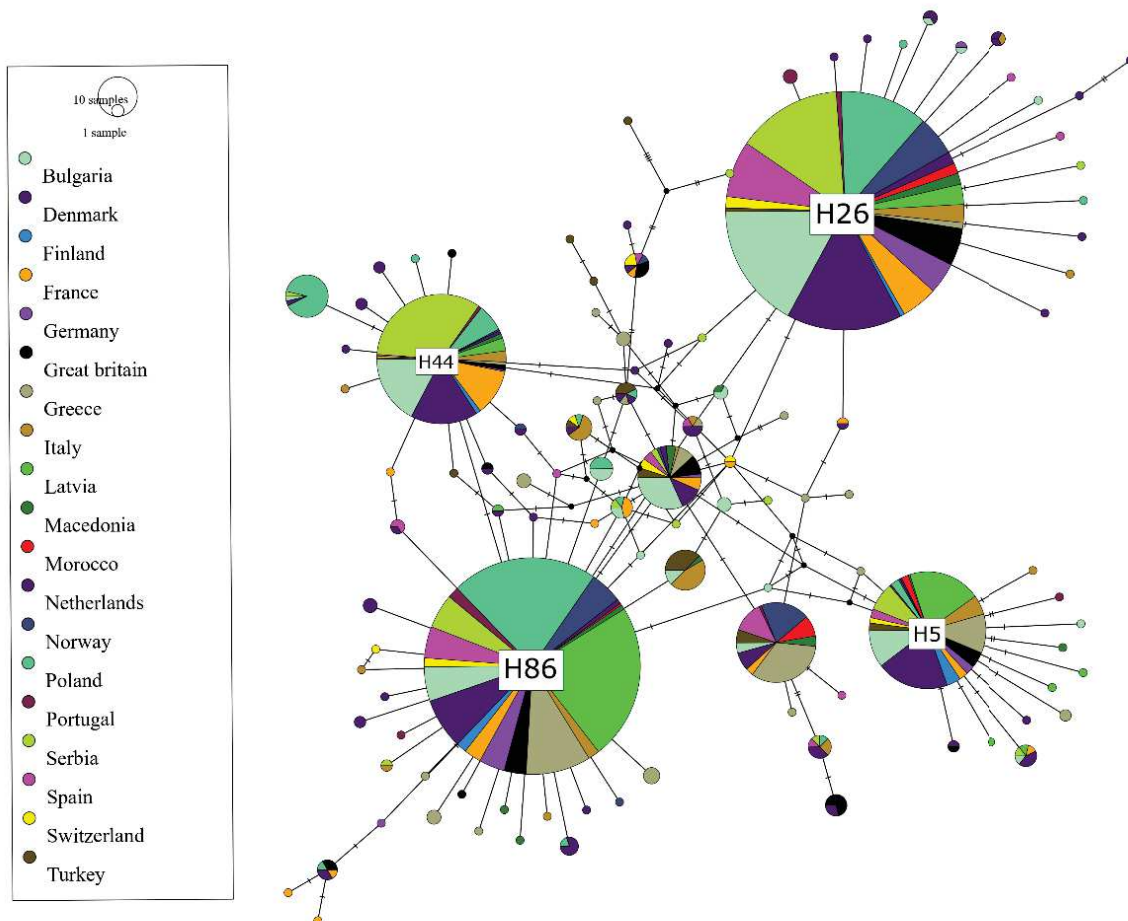 10 samples
1 sample
Bulgaria
Denmark
Finland
France
Germany
Great britain
Greece
Italy
Latvia
Macedonia
Morocco
Netherlands
Norway
Poland
Portugal
Serbia
Spain
Switzerland
Turkey
H26
H44
H5
H86